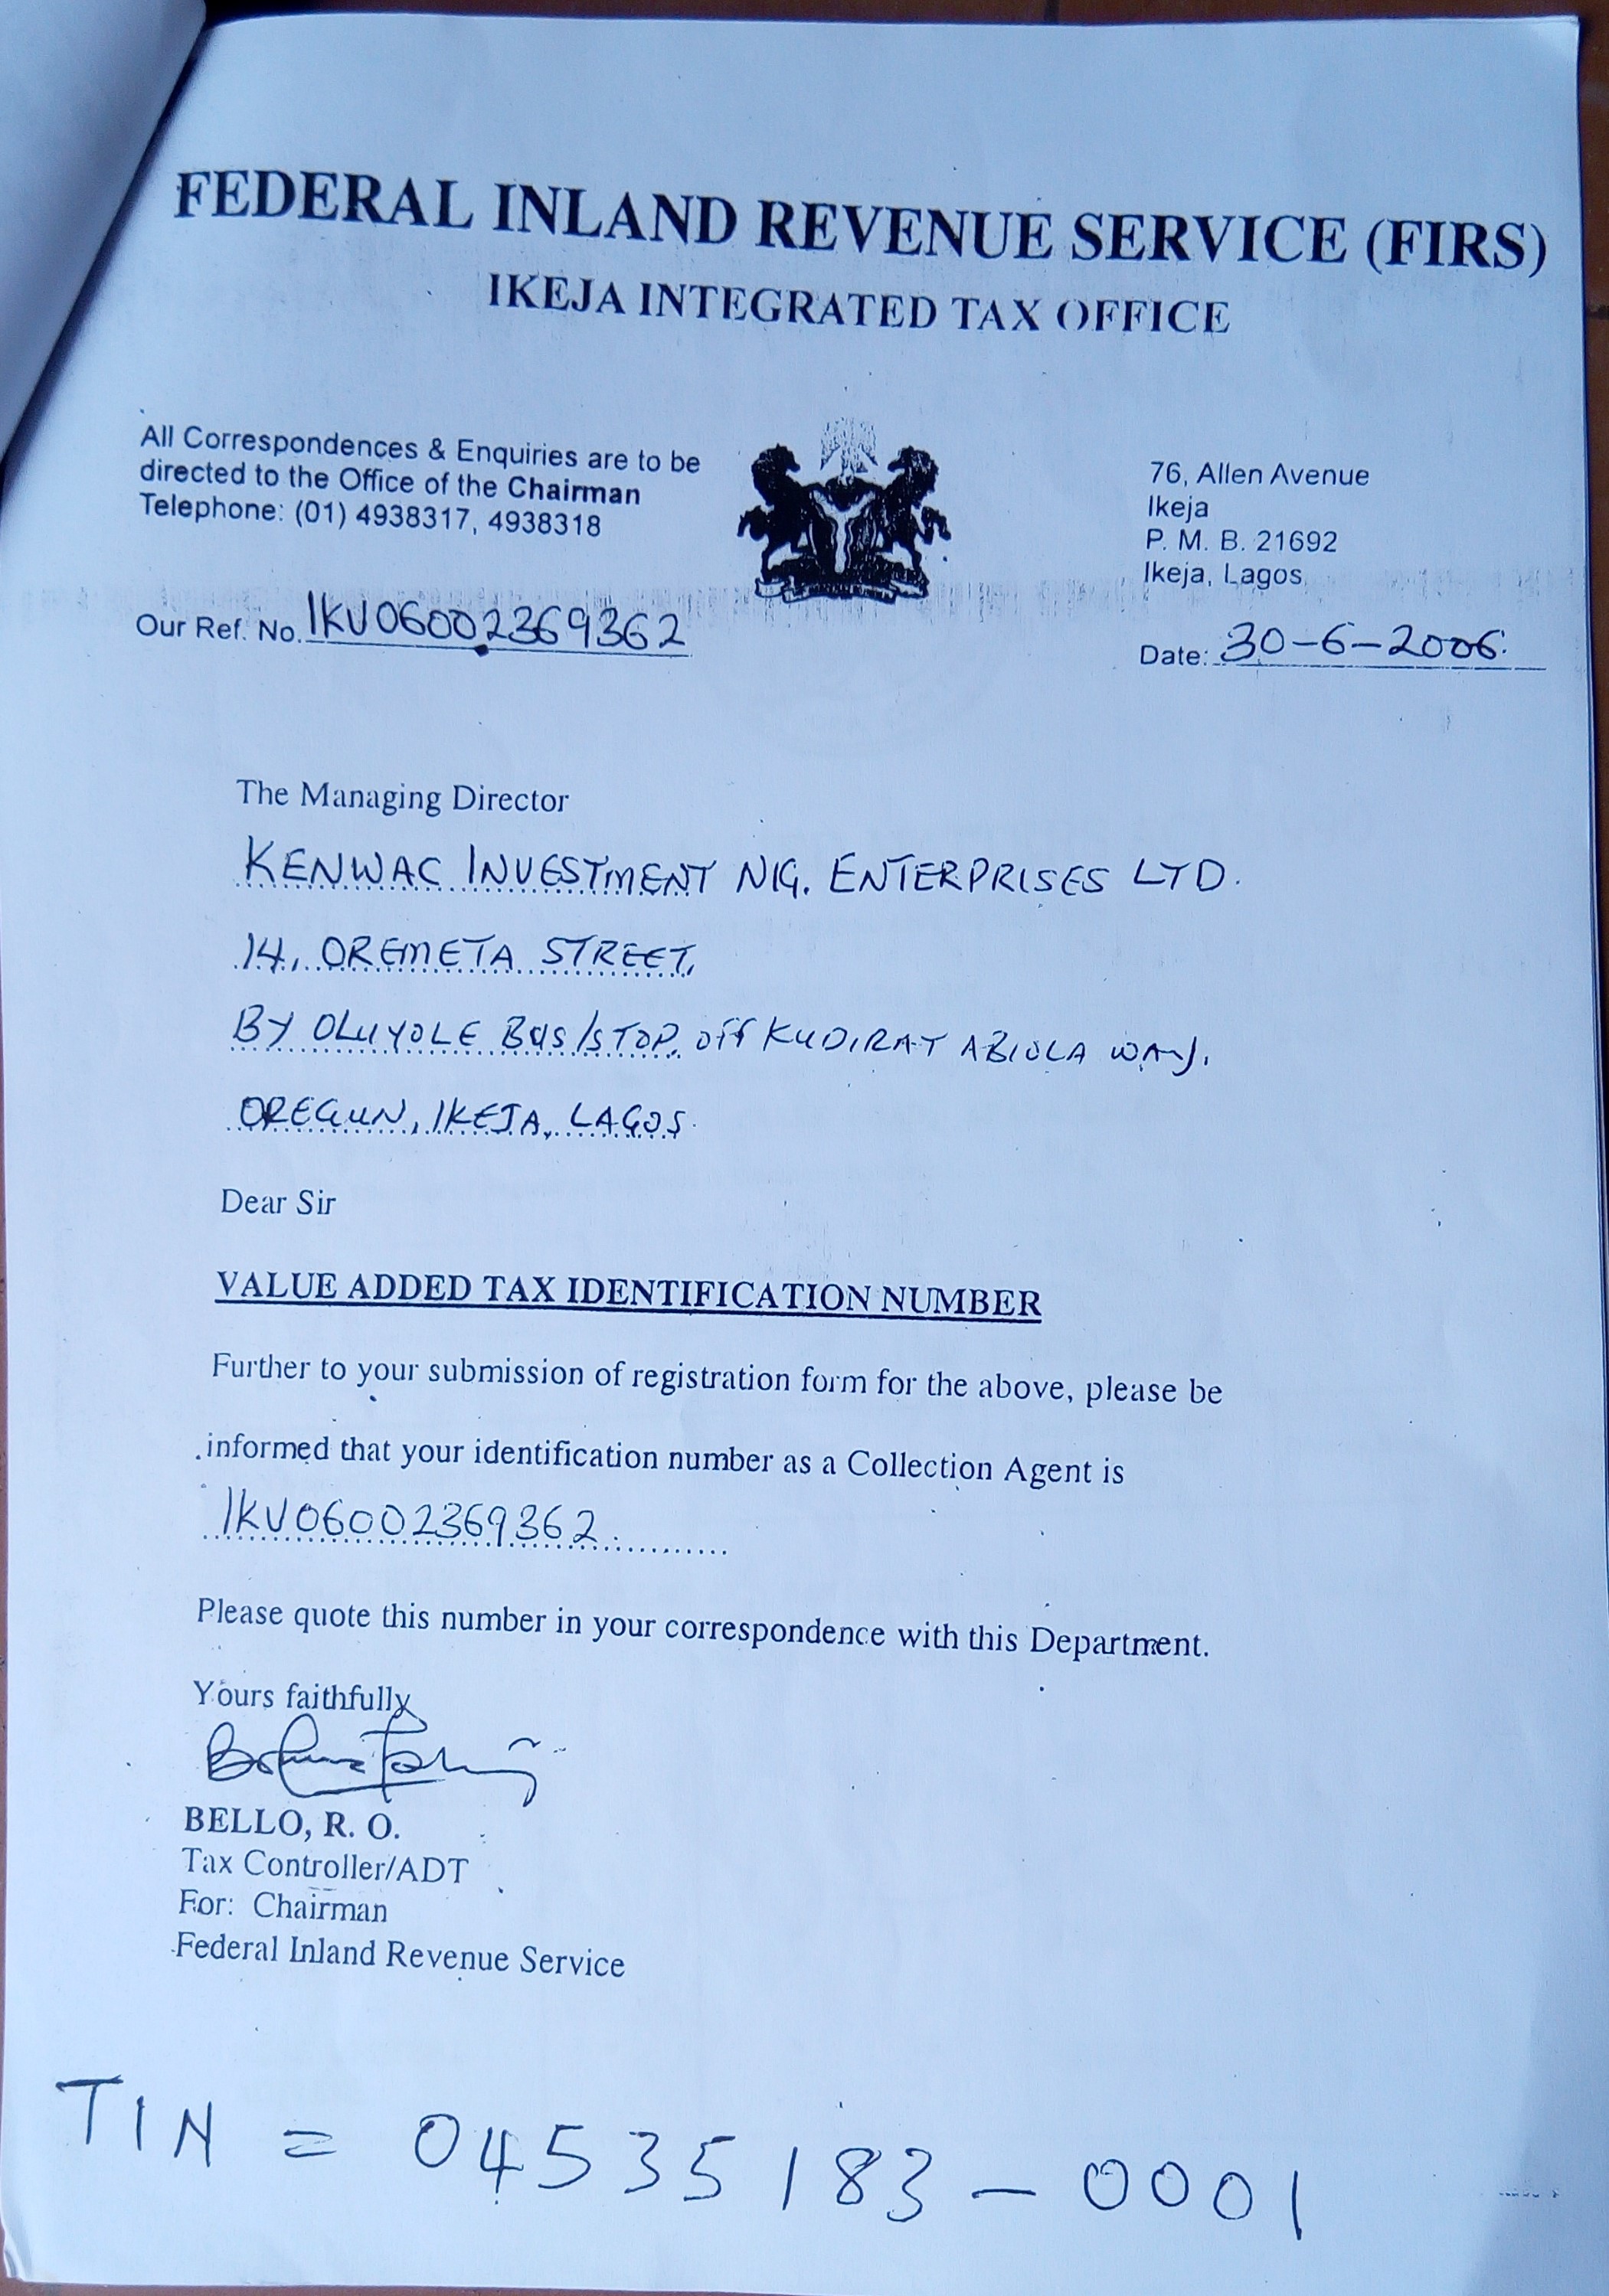 FEDERAL INLAND REVENUE SERVICE (FIRS)
IKEJA INTEGRATED TAX OFFICE
All Correspondences & Enquiries are to be
directed to the Office of the Chairman
Telephone: (01) 4938317, 4938318
76, Allen Avenue
Ikeja
P. M. B. 21692
Ikeja, Lagos
Our Ref. No. IKV06002369362
Date: 30-6-2006.
The Managing Director
KENWAC INVESTMENT NIG. ENTERPRISES LTD.
14, OREMETA STREET,
BY OLUYOLE BUS/STOP. Off KUDIRAT ABIOLA WAY.
OREGUN, IKEJA, LAGOS.
Dear Sir
VALUE ADDED TAX IDENTIFICATION NUMBER
Further to your submission of registration form for the above, please be
informed that your identification number as a Collection Agent is
IKV06002369362
Please quote this number in your correspondence with this Department.
Yours faithfully
BELLO, R. O.
Tax Controller/ADT
For: Chairman
Federal Inland Revenue Service
TIN = 04535183-0001